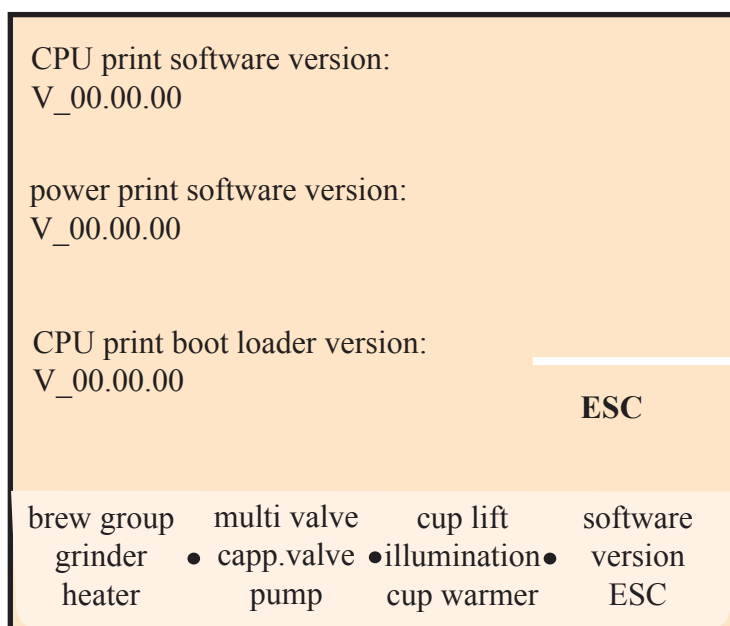 CPU print software version:
V_00.00.00
power print software version:
V_00.00.00
CPU print boot loader version:
V_00.00.00
ESC
brew group multi valve cup lift software
grinder • capp.valve •illumination• version
heater pump cup warmer ESC